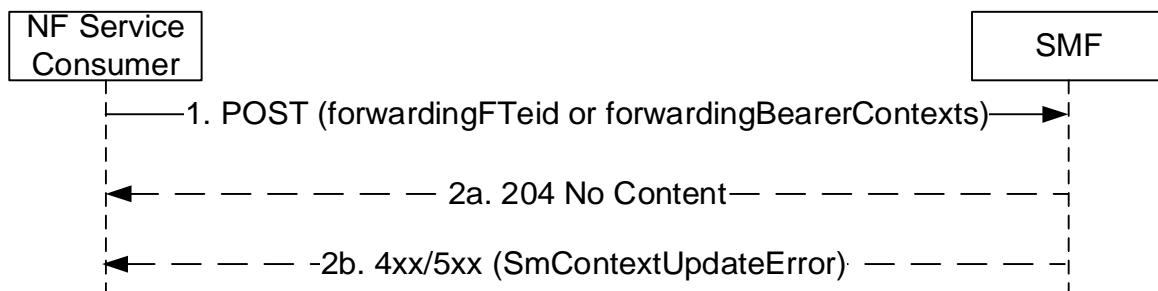 NF Service
Consumer
SMF
1. POST (forwardingFTeid or forwardingBearerContexts)
2a. 204 No Content
2b. 4xx/5xx (SmContextUpdateError)